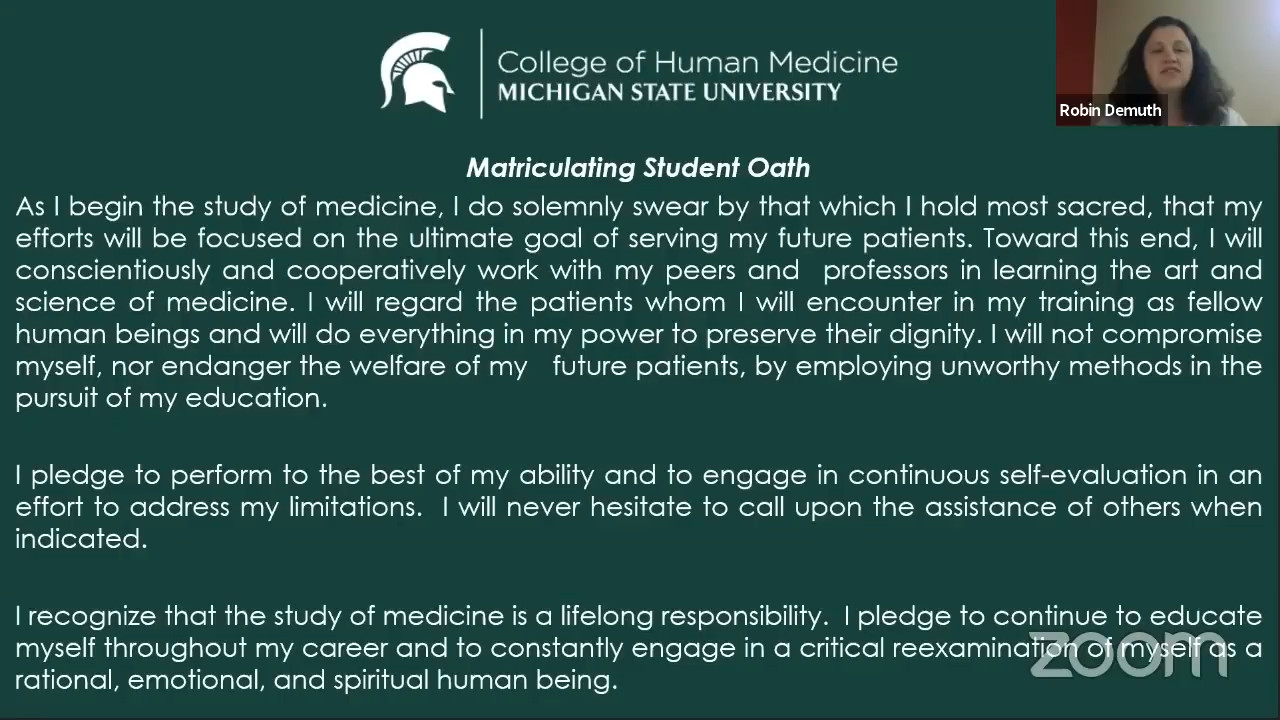 College of Human Medicine
MICHIGAN STATE UNIVERSITY
Robin Demuth
Matriculating Student Oath
As I begin the study of medicine, I do solemnly swear by that which I hold most sacred, that my
efforts will be focused on the ultimate goal of serving my future patients. Toward this end, I will
conscientiously and cooperatively work with my peers and professors in learning the art and
science of medicine. I will regard the patients whom I will encounter in my training as fellow
human beings and will do everything in my power to preserve their dignity. I will not compromise
myself, nor endanger the welfare of my future patients, by employing unworthy methods in the
pursuit of my education.
I pledge to perform to the best of my ability and to engage in continuous self-evaluation in an
effort to address my limitations. I will never hesitate to call upon the assistance of others when
indicated.
I recognize that the study of medicine is a lifelong responsibility. I pledge to continue to educate
myself throughout my career and to constantly engage in a critical reexamination of myself as a
rational, emotional, and spiritual human being.
zoom